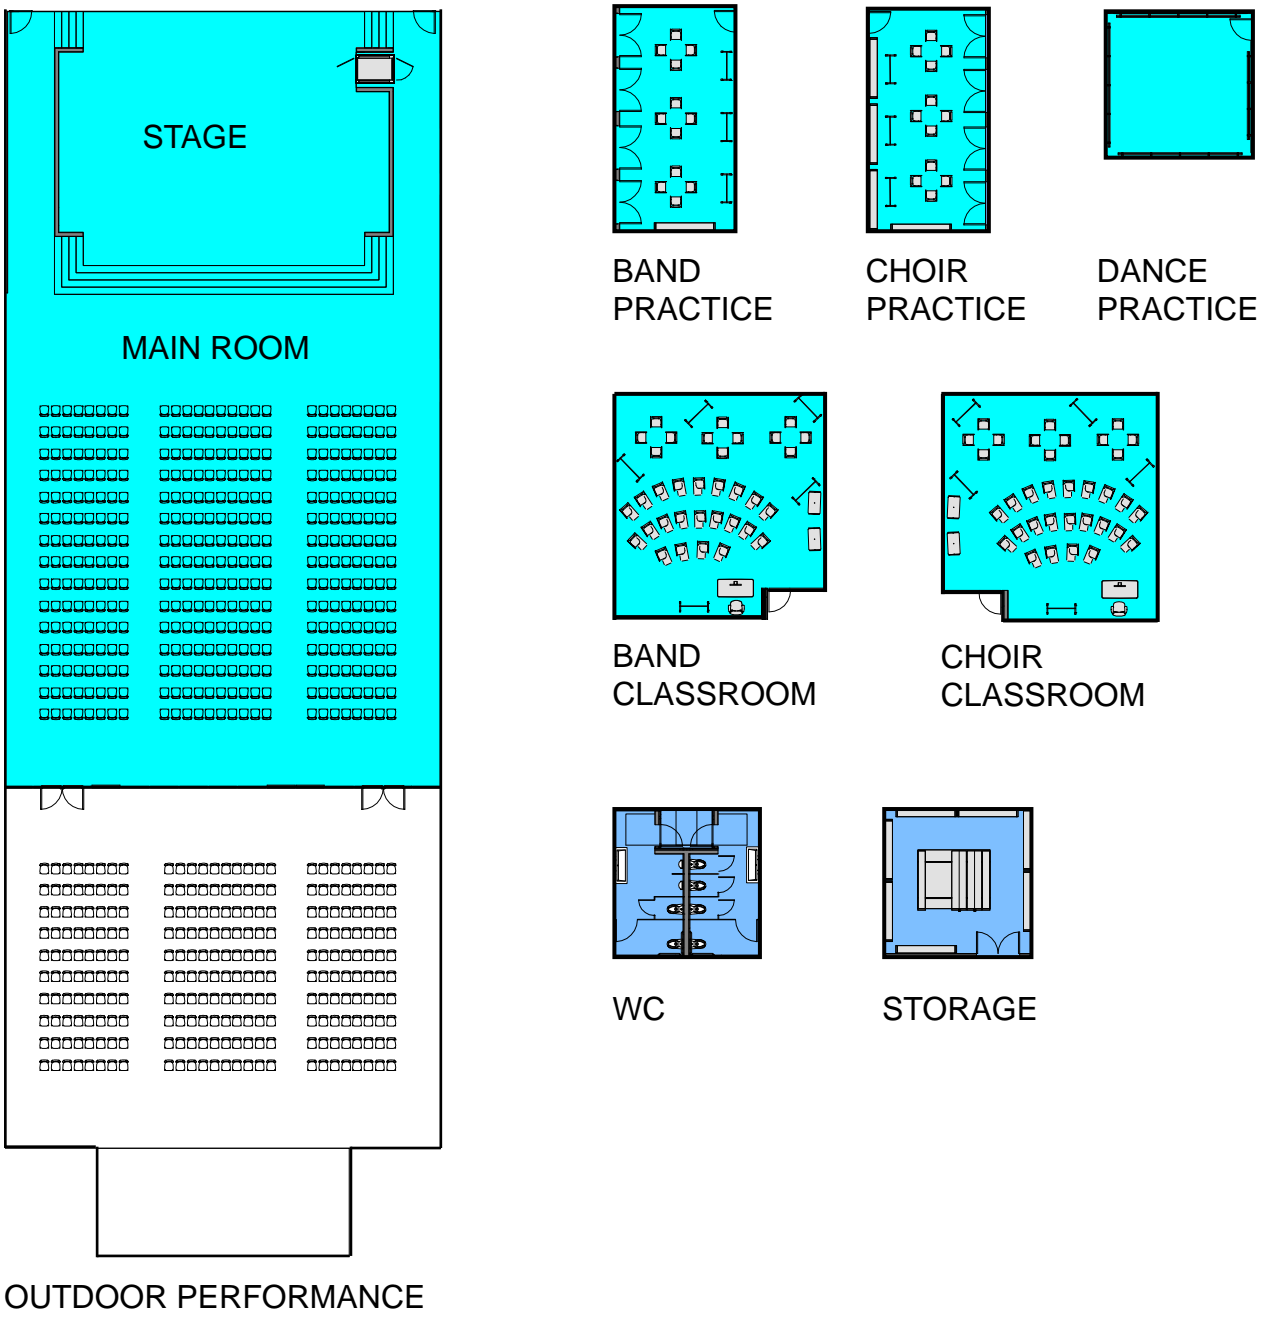 STAGE
MAIN ROOM
OUTDOOR PERFORMANCE
BAND
PRACTICE
CHOIR
PRACTICE
DANCE
PRACTICE
BAND
CLASSROOM
CHOIR
CLASSROOM
WC
STORAGE